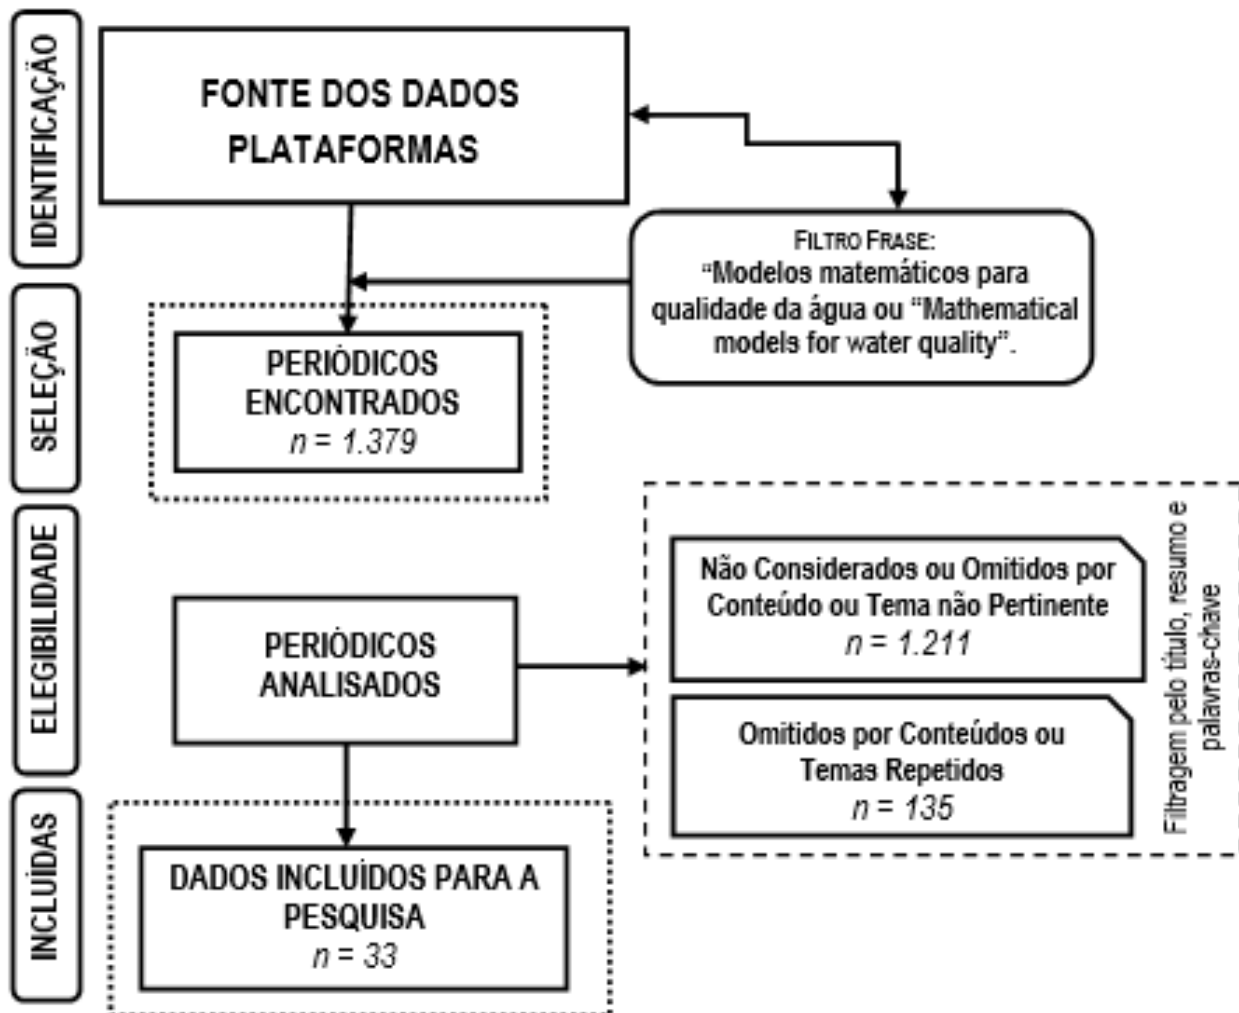 IDENTIFICAÇÃO
FONTE DOS DADOS
PLATAFORMAS
FILTRO FRASE:
“Modelos matemáticos para
qualidade da água ou “Mathematical
models for water quality”.
SELEÇÃO
PERIÓDICOS
ENCONTRADOS
n = 1.379
ELEGIBILIDADE
PERIÓDICOS
ANALISADOS
Não Considerados ou Omitidos por
Conteúdo ou Tema não Pertinente
n = 1.211
Omitidos por Conteúdos ou
Temas Repetidos
n = 135
Filtragem pelo título, resumo e
palavras-chave
INCLUÍDAS
DADOS INCLUÍDOS PARA A
PESQUISA
n = 33